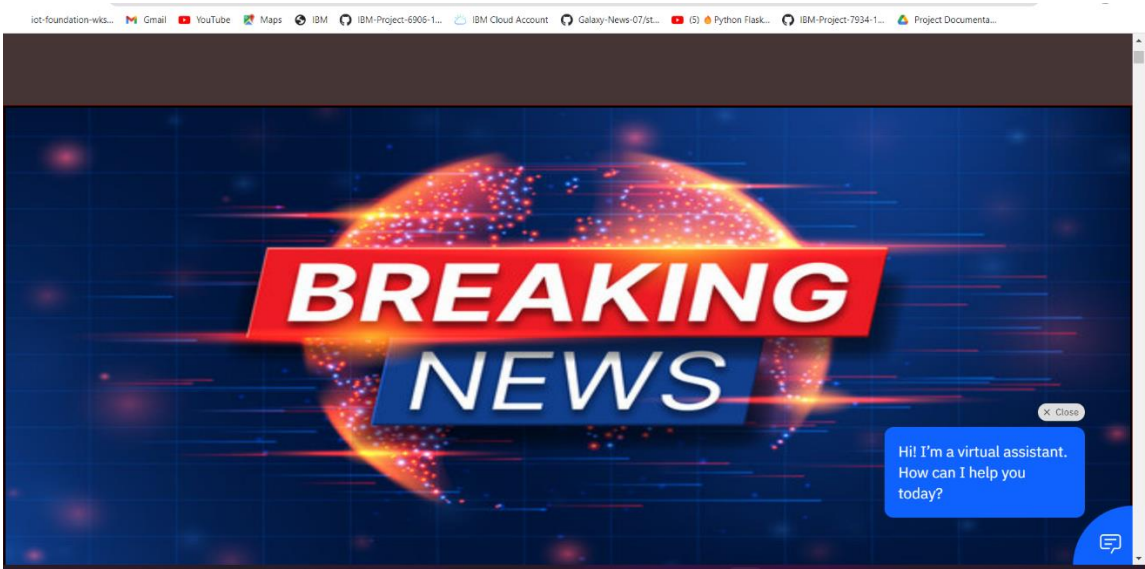 iot-foundation-wks... Gmail YouTube Maps IBM IBM-Project-6906-1... IBM Cloud Account Galaxy-News-07/st... (5) 🔥 Python Flask... IBM-Project-7934-1... Project Documenta...
BREAKING
NEWS
× Close
Hi! I'm a virtual assistant.
How can I help you
today?